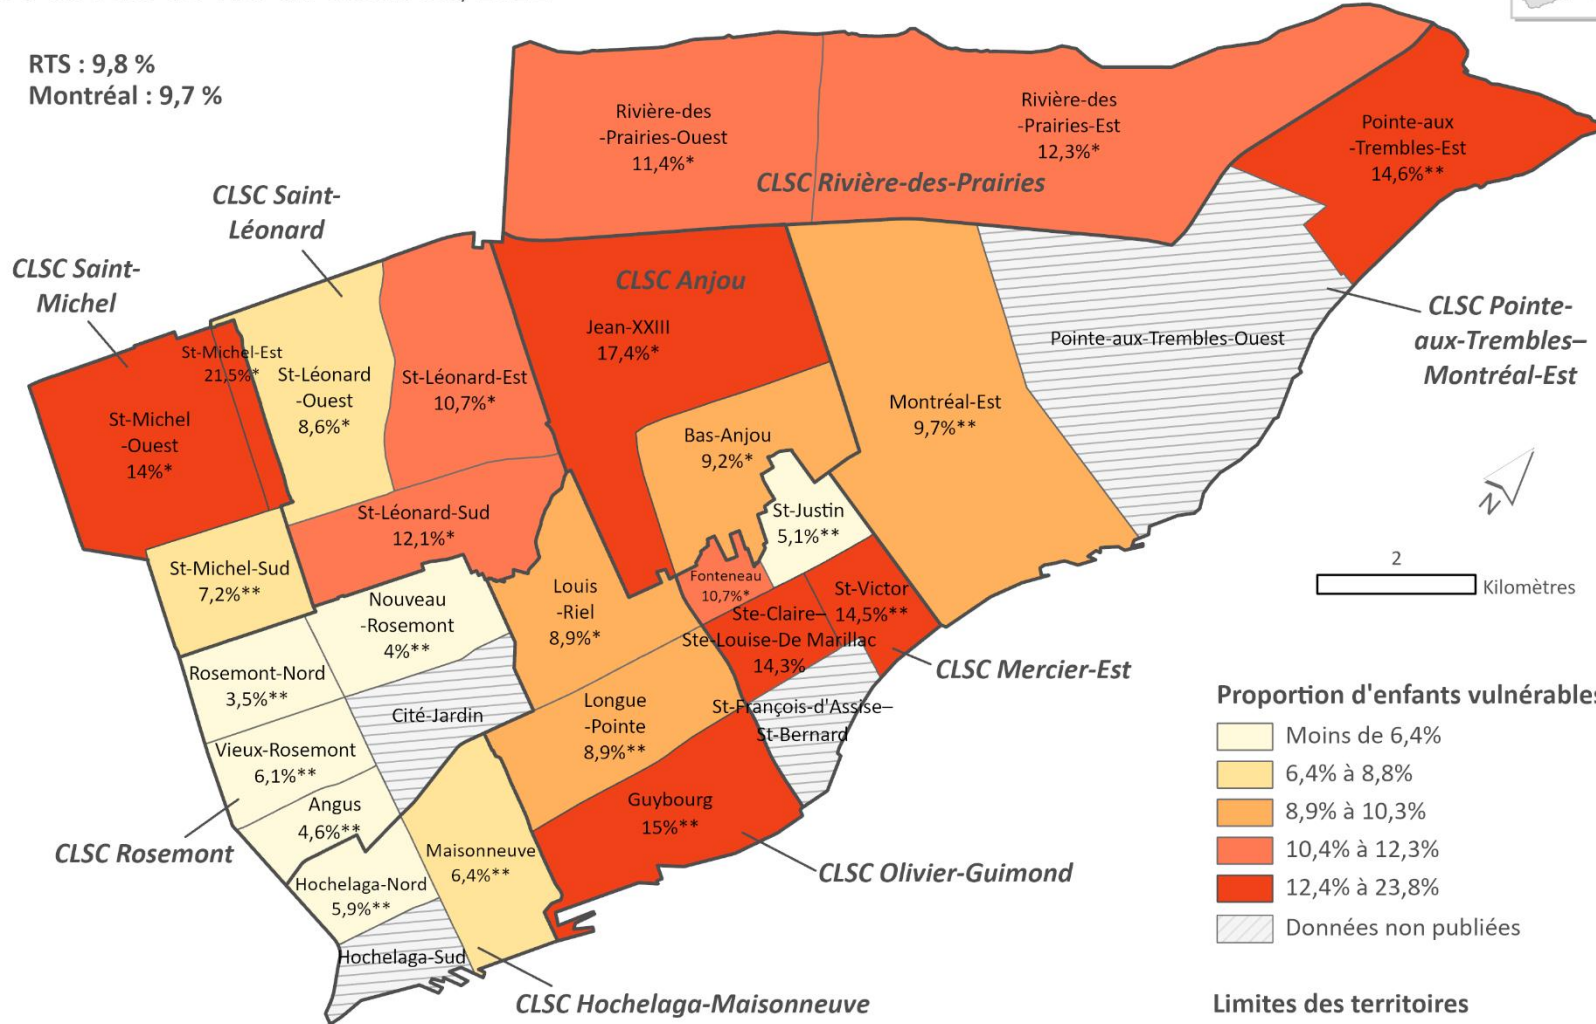 RTS : 9,8 %
Montréal : 9,7 %
Rivière-des
-Prairies-Ouest
11,4%*
Rivière-des
-Prairies-Est
12,3%*
Pointe-aux
-Trembles-Est
14,6%**
CLSC Rivière-des-Prairies
CLSC Saint-
Léonard
CLSC Saint-
Michel
CLSC Anjou
Jean-XXIII
17,4%*
CLSC Pointe-
aux-Trembles–
Montréal-Est
Pointe-aux-Trembles-Ouest
St-Michel-Est
21,5%*
St-Léonard
-Ouest
8,6%*
St-Léonard-Est
10,7%*
St-Michel
-Ouest
14%*
Bas-Anjou
9,2%*
Montréal-Est
9,7%**
St-Léonard-Sud
12,1%*
St-Justin
5,1%**
N
2
Kilomètres
St-Michel-Sud
7,2%**
Nouveau
-Rosemont
4%**
Louis
-Riel
8,9%*
Fonteneau
10,7%*
St-Victor
14,5%**
Ste-Claire–
Ste-Louise-De Marillac
14,3%
CLSC Mercier-Est
Rosemont-Nord
3,5%**
Cité-Jardin
Longue
-Pointe
8,9%**
St-François-d'Assise–
St-Bernard
Vieux-Rosemont
6,1%**
Angus
4,6%**
Guybourg
15%**
CLSC Rosemont
Maisonneuve
6,4%**
CLSC Olivier-Guimond
Hochelaga-Nord
5,9%**
Hochelaga-Sud
CLSC Hochelaga-Maisonneuve
Proportion d'enfants vulnérables
Moins de 6,4%
6,4% à 8,8%
8,9% à 10,3%
10,4% à 12,3%
12,4% à 23,8%
Données non publiées
Limites des territoires